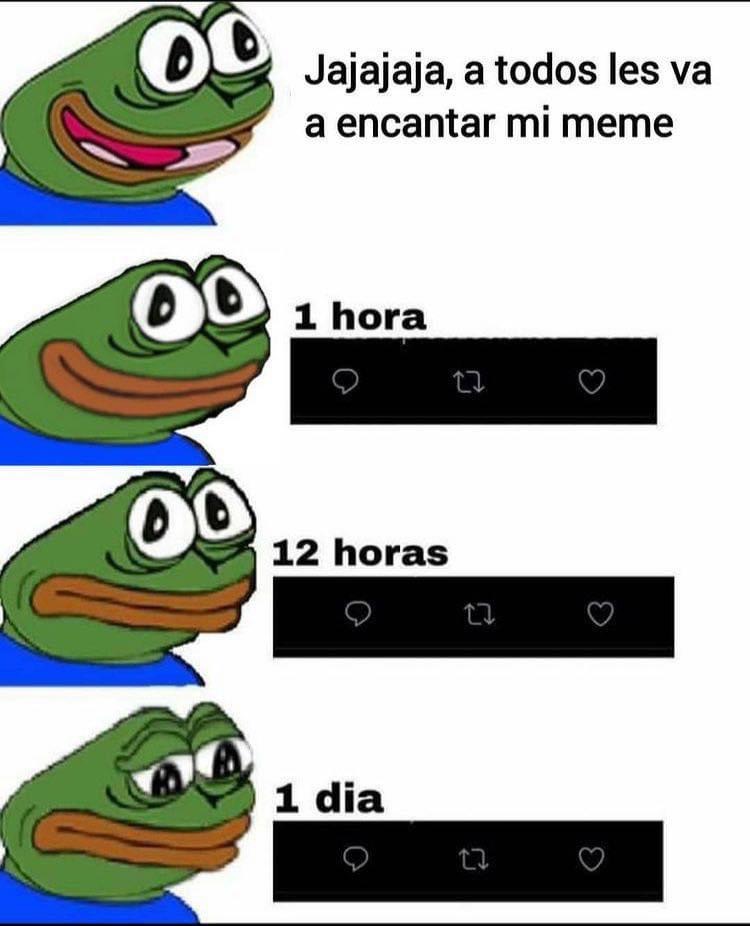 Jajajaja, a todos les va
a encantar mi meme
1 hora
12 horas
1 dia